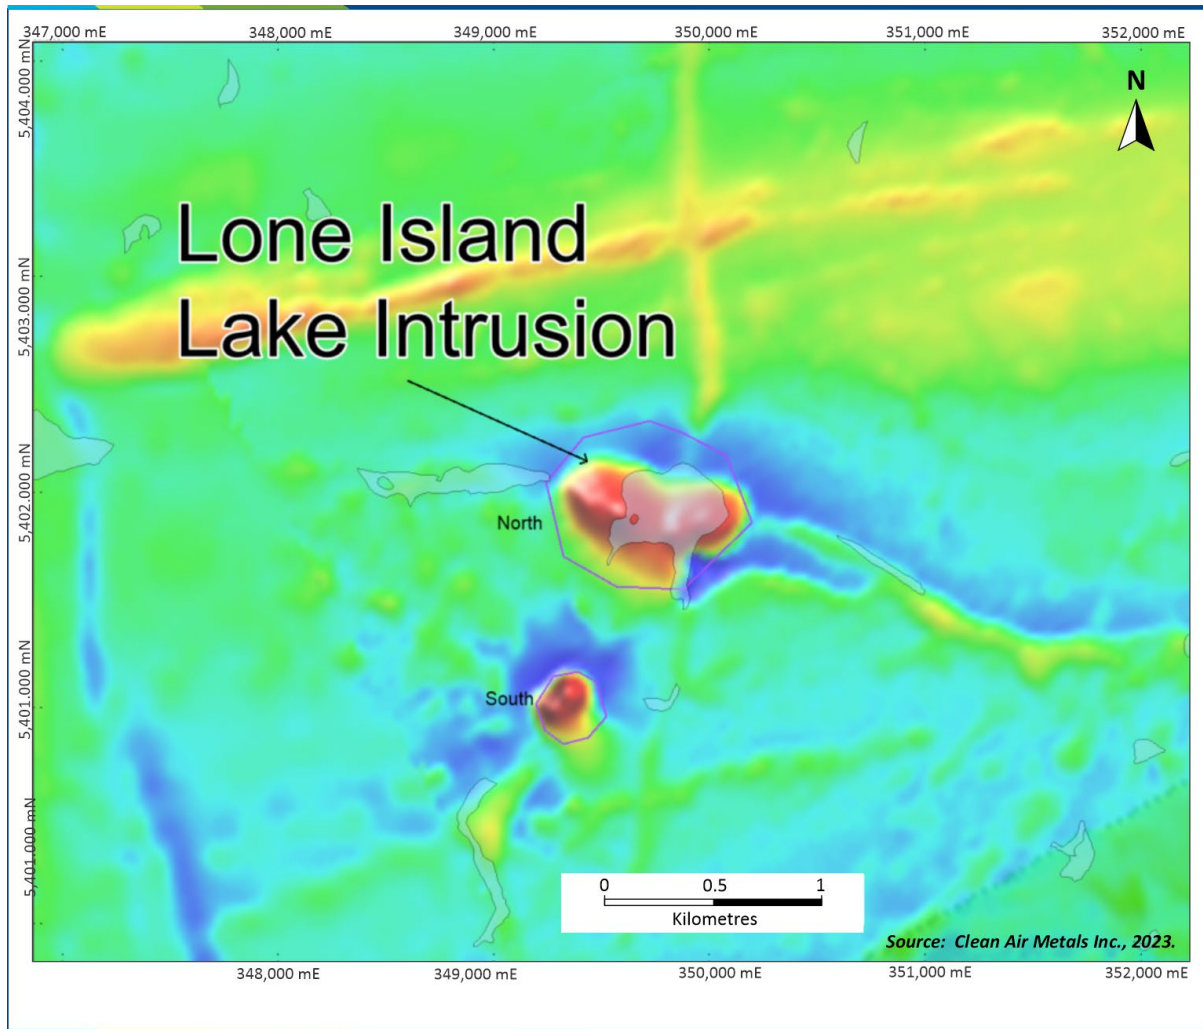 347,000 mE 348,000 mE 349,000 mE 350,000 mE 351,000 mE 352,000 mE
N
5,404.000 mN
Lone Island
Lake Intrusion
5,403.000 mN
5,402.000 mN
North
5,401.000 mN
South
5,401.000 mN
0 0.5 1
Kilometres
Source: Clean Air Metals Inc., 2023.
348,000 mE 349,000 mE 350,000 mE 351,000 mE 352,000 mE